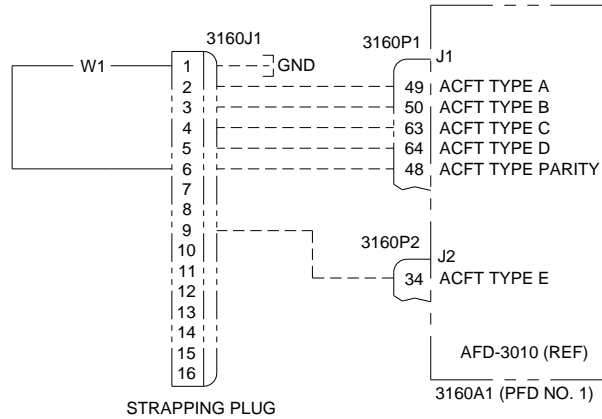 3160J1
3160P1
J1
W1
1 GND
2 49 ACFT TYPE A
3 50 ACFT TYPE B
4 63 ACFT TYPE C
5 64 ACFT TYPE D
6 48 ACFT TYPE PARITY
7
8
9
3160P2
J2
10
11 34 ACFT TYPE E
12
13
14
15
16
AFD-3010 (REF)
3160A1 (PFD NO. 1)
STRAPPING PLUG